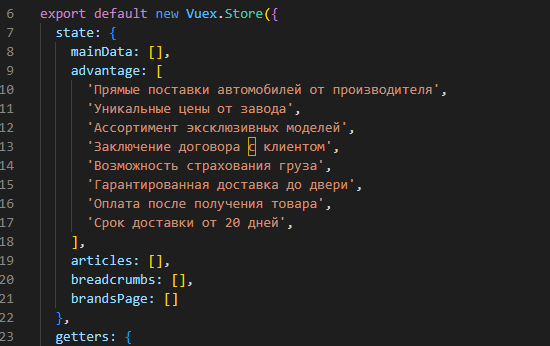 6 export default new Vuex.Store({
7 state: {
8 mainData: [],
9 advantage: [
10 'Прямые поставки автомобилей от производителя',
11 'Уникальные цены от завода',
12 'Ассортимент эксклюзивных моделей',
13 'Заключение договора с клиентом',
14 'Возможность страхования груза',
15 'Гарантированная доставка до двери',
16 'Оплата после получения товара',
17 'Срок доставки от 20 дней',
18 ],
19 articles: [],
20 breadcrumbs: [],
21 brandsPage: []
22 },
23 getters: {